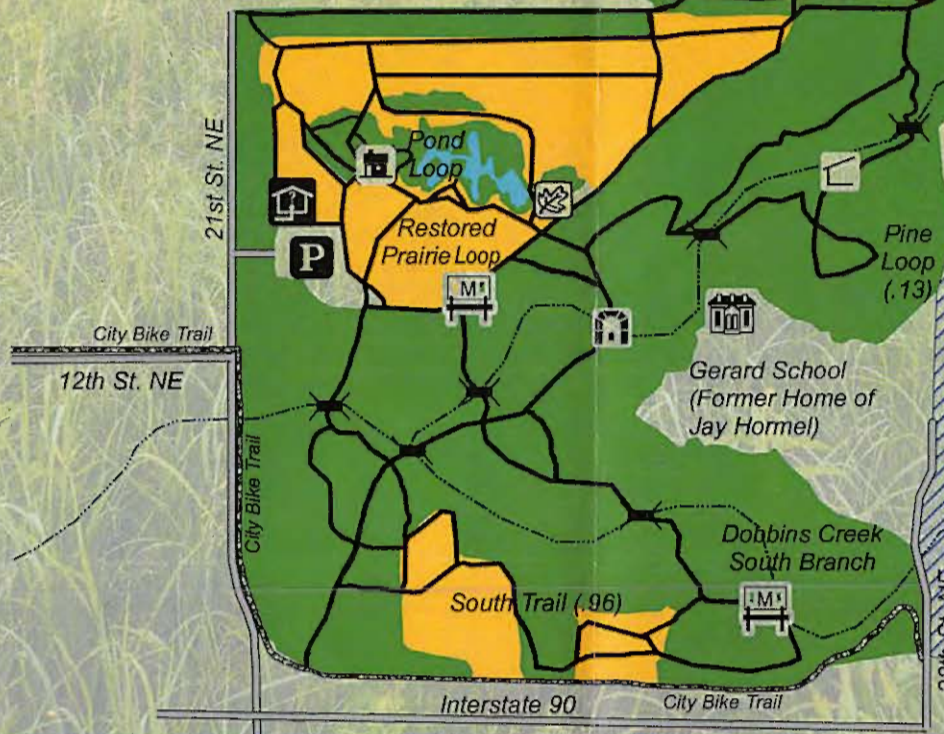 21st St. NE
Pond
Loop
?
P
Restored
Prairie Loop
M
Pine
Loop
(.13)
City Bike Trail
12th St. NE
Gerard School
(Former Home of
Jay Hormel)
City Bike Trail
Dobbins Creek
South Branch
M
South Trail (.96)
Interstate 90
City Bike Trail